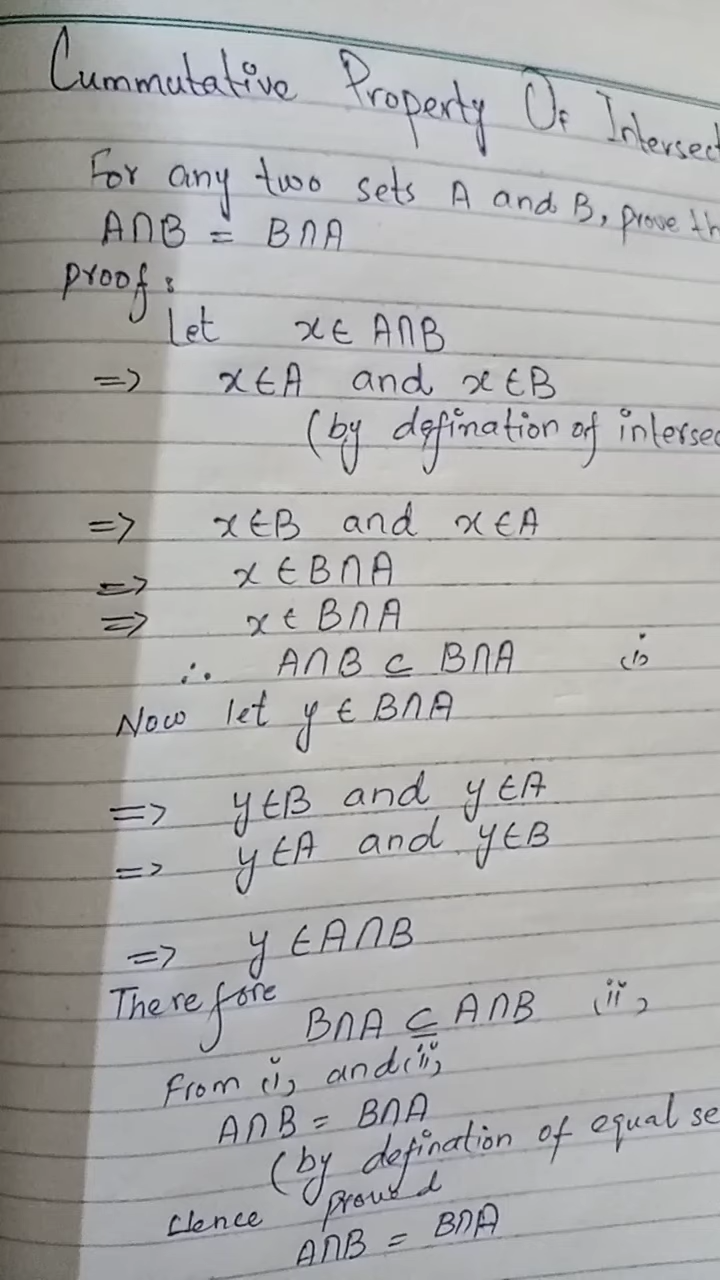 Cummutative Property Of Intersect
For any two sets A and B, prove th
A∩B = B∩A
Proof:
Let x∈ A∩B
=> x∈A and x∈B
(by defination of intersec
=> x∈B and x∈A
=> x∈B∩A
=> x∈ B∩A
∴ A∩B ⊆ B∩A (i)
Now let y ∈ B∩A
=> y∈B and y∈A
=> y∈A and y∈B
=> y ∈A∩B
Therefore
B∩A ⊆ A∩B (ii)
From (i) and (ii)
A∩B = B∩A
(by defination of equal se
Hence proved
A∩B = B∩A